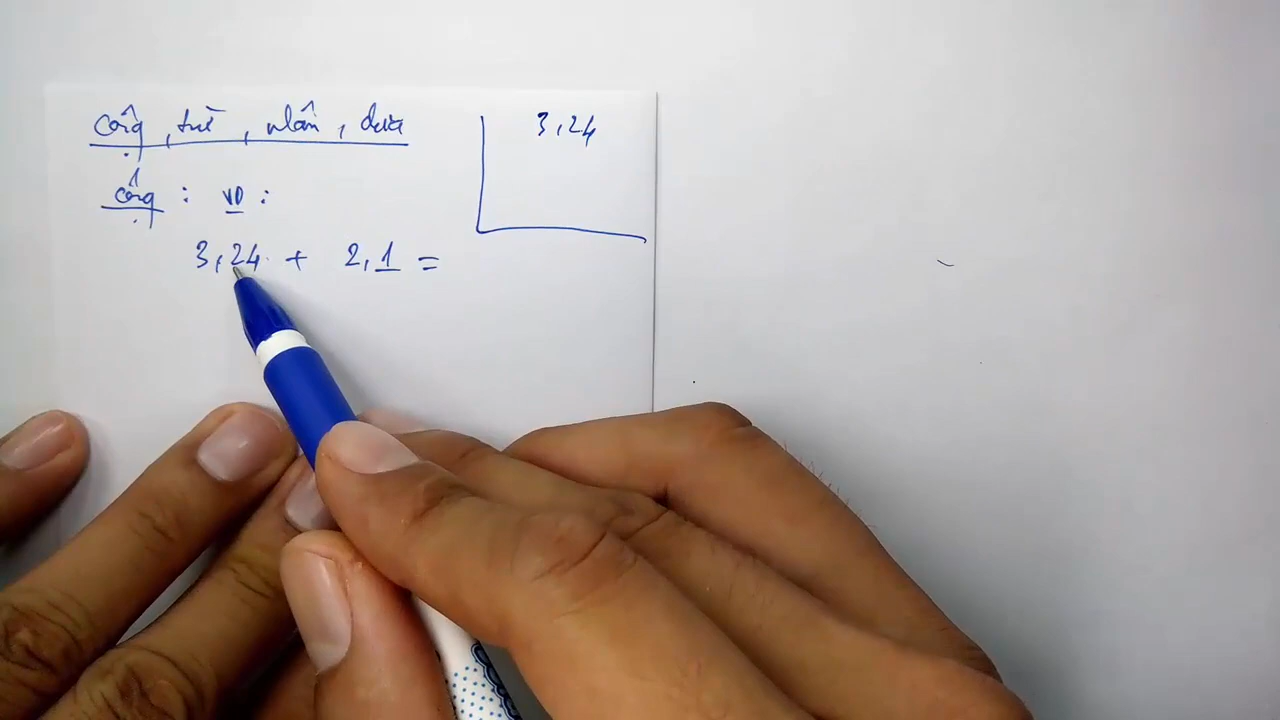 cộng, trừ, nhân, chia
cộng : VD :
3,24 + 2,1 =
3,24